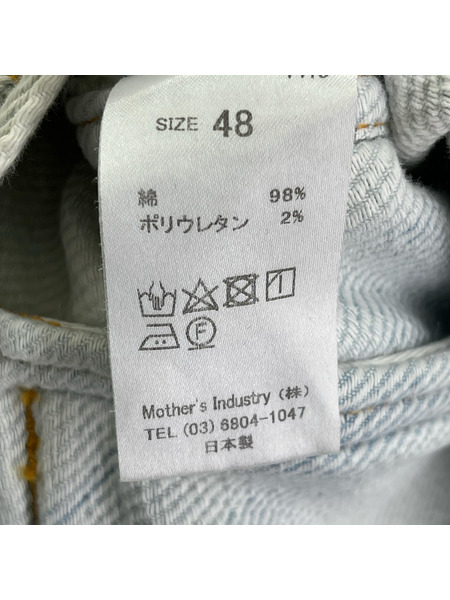 SIZE 48
綿 98%
ポリウレタン 2%
F
Mother's Industry (株)
TEL (03) 6804-1047
日本製